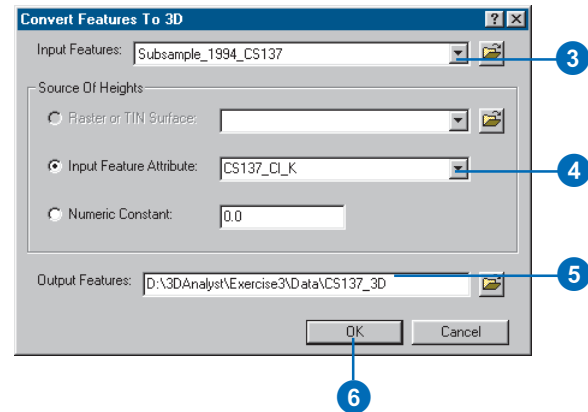 Convert Features To 3D
Input Features: Subsample_1994_CS137
3
Source Of Heights
Raster or TIN Surface:
Input Feature Attribute: CS137_CI_K
4
Numeric Constant: 0.0
Output Features: D:\3DAnalyst\Exercise3\Data\CS137_3D
5
OK Cancel
6